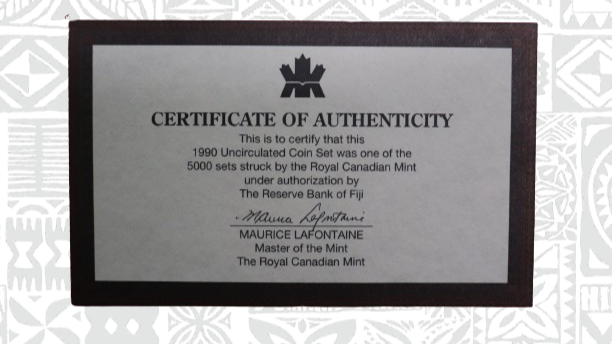 CERTIFICATE OF AUTHENTICITY
This is to certify that this
1990 Uncirculated Coin Set was one of the
5000 sets struck by the Royal Canadian Mint
under authorization by
The Reserve Bank of Fiji
Maurice Lafontaine
MAURICE LAFONTAINE
Master of the Mint
The Royal Canadian Mint